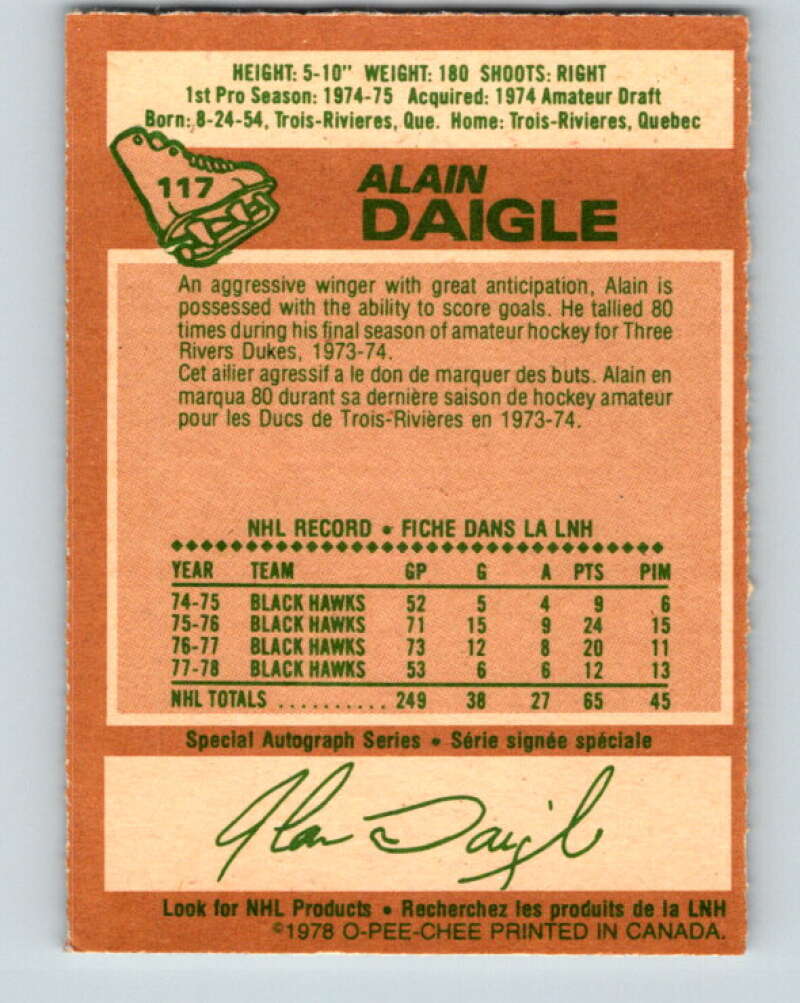 HEIGHT: 5-10" WEIGHT: 180 SHOOTS: RIGHT
1st Pro Season: 1974-75 Acquired: 1974 Amateur Draft
Born: 8-24-54, Trois-Rivieres, Que. Home: Trois-Rivieres, Quebec
117
ALAIN
DAIGLE
An aggressive winger with great anticipation, Alain is
possessed with the ability to score goals. He tallied 80
times during his final season of amateur hockey for Three
Rivers Dukes, 1973-74.
Cet ailier agressif a le don de marquer des buts. Alain en
marqua 80 durant sa dernière saison de hockey amateur
pour les Ducs de Trois-Rivières en 1973-74.
NHL RECORD • FICHE DANS LA LNH
YEAR TEAM GP G A PTS PIM
74-75 BLACK HAWKS 52 5 4 9 6
75-76 BLACK HAWKS 71 15 9 24 15
76-77 BLACK HAWKS 73 12 8 20 11
77-78 BLACK HAWKS 53 6 6 12 13
NHL TOTALS .......... 249 38 27 65 45
Special Autograph Series • Série signée spéciale
Alain Daigle
Look for NHL Products • Recherchez les produits de la LNH
©1978 O-PEE-CHEE PRINTED IN CANADA.